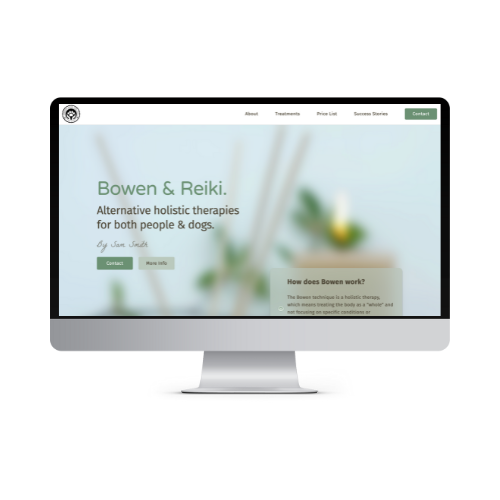 About Treatments Price List Success Stories Contact
Bowen & Reiki.
Alternative holistic therapies
for both people & dogs.
By Sam Smith
Contact More Info
How does Bowen work?
The Bowen technique is a holistic therapy,
which means treating the body as a "whole" and
not focusing on specific conditions or